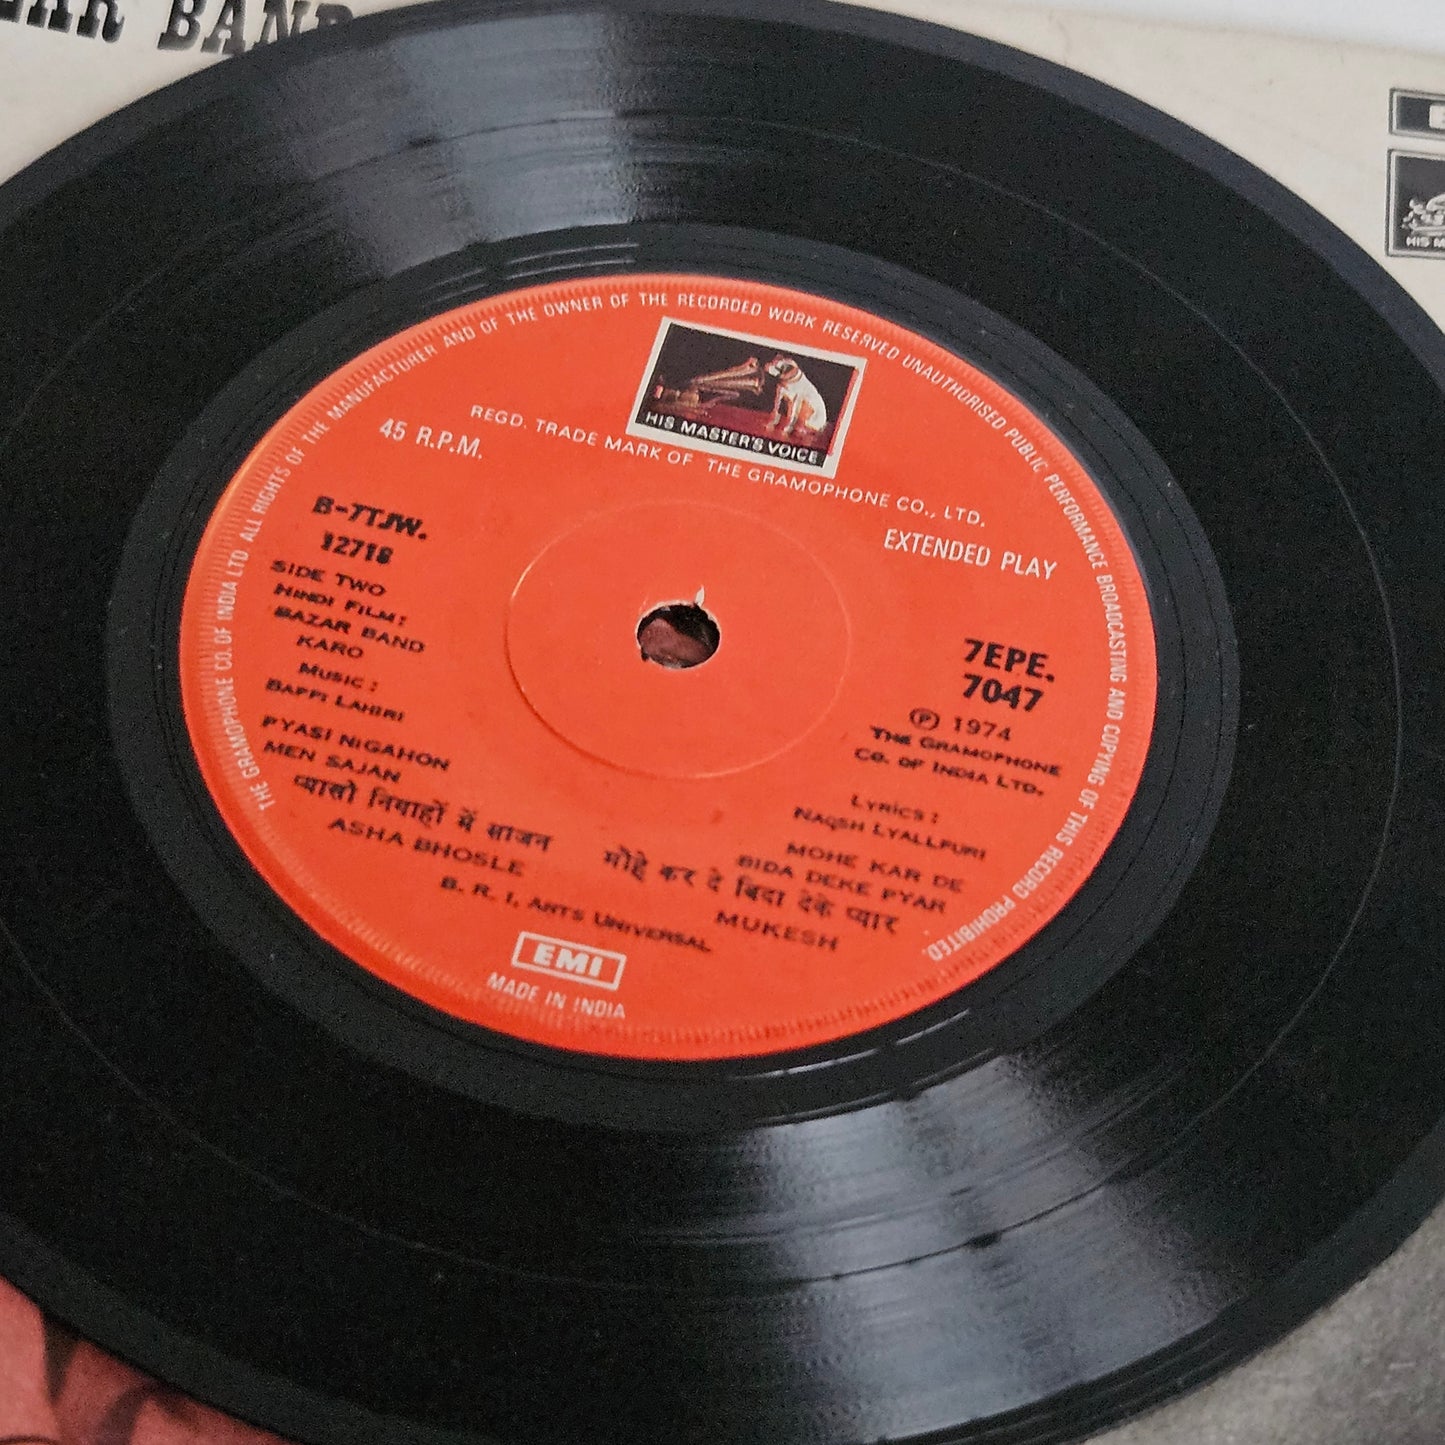 BAND
HIS MASTER'S VOICE
REGD. TRADE MARK OF THE GRAMOPHONE CO., LTD.
THE GRAMOPHONE CO. OF INDIA LTD. ALL RIGHTS OF THE MANUFACTURER AND OF THE OWNER OF THE RECORDED WORK RESERVED UNAUTHORISED PUBLIC PERFORMANCE BROADCASTING AND COPYING OF THIS RECORD PROHIBITED.
45 R.P.M.
EXTENDED PLAY
B-7TJW.
12718
SIDE TWO
HINDI FILM:
BAZAR BAND
KARO
MUSIC:
BAPPI LAHIRI
7EPE.
7047
Ⓟ 1974
THE GRAMOPHONE
CO. OF INDIA LTD.
LYRICS:
NAQSH LYALLPURI
PYASI NIGAHON
MEN SAJAN
प्यासी निगाहों में साजन
ASHA BHOSLE
MOHE KAR DE
BIDA DEKE PYAR
मोहे कर दे बिदा देके प्यार
MUKESH
B. R. I. ARTS UNIVERSAL
EMI
MADE IN INDIA